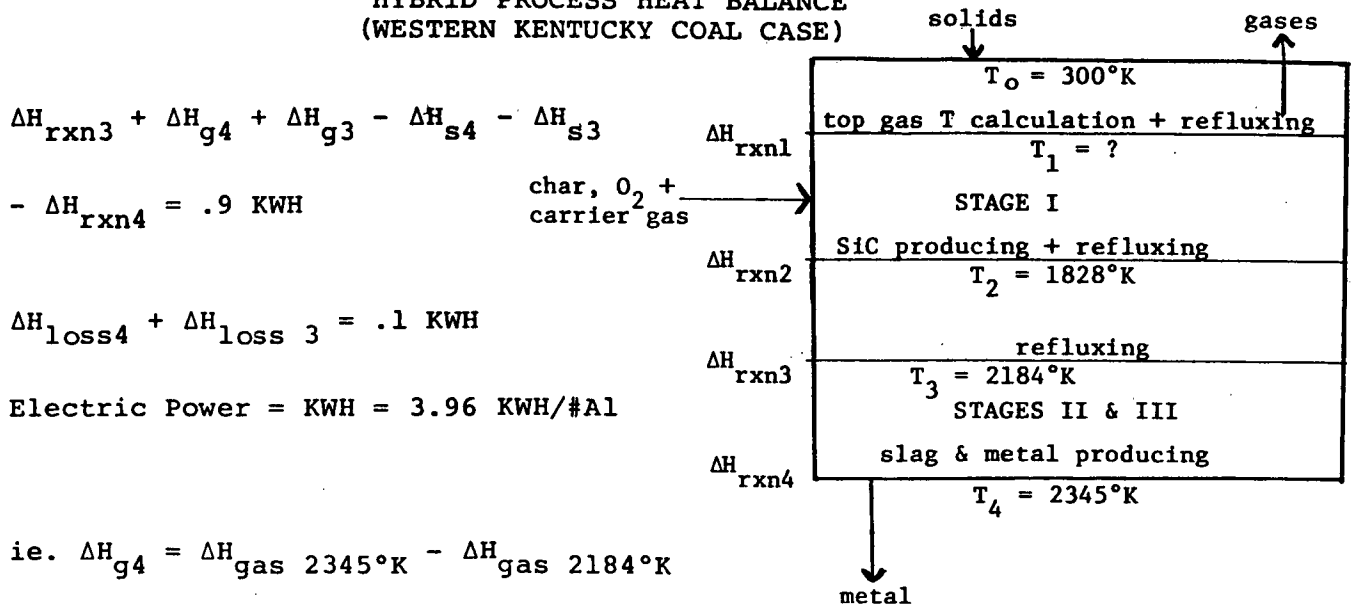 HYBRID PROCESS HEAT BALANCE
(WESTERN KENTUCKY COAL CASE)
ΔH_rxn3 + ΔH_g4 + ΔH_g3 - ΔH_s4 - ΔH_s3
- ΔH_rxn4 = .9 KWH
ΔH_loss4 + ΔH_loss 3 = .1 KWH
Electric Power = KWH = 3.96 KWH/#Al
ie. ΔH_g4 = ΔH_gas 2345°K - ΔH_gas 2184°K
solids
gases
T_o = 300°K
ΔH_rxn1
top gas T calculation + refluxing
T_1 = ?
char, O_2 +
carrier gas
STAGE I
ΔH_rxn2
SiC producing + refluxing
T_2 = 1828°K
refluxing
ΔH_rxn3
T_3 = 2184°K
STAGES II & III
slag & metal producing
ΔH_rxn4
T_4 = 2345°K
metal